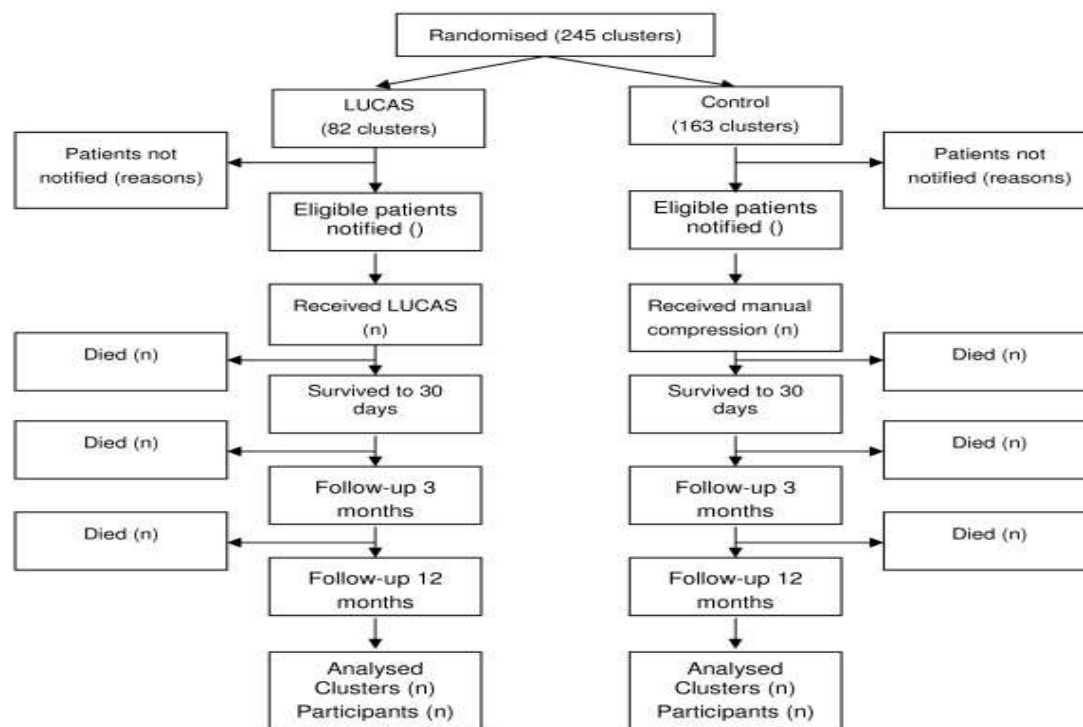 Randomised (245 clusters)
LUCAS
(82 clusters)
Control
(163 clusters)
Patients not
notified (reasons)
Patients not
notified (reasons)
Eligible patients
notified ()
Eligible patients
notified ()
Received LUCAS
(n)
Received manual
compression (n)
Died (n)
Died (n)
Survived to 30
days
Survived to 30
days
Died (n)
Died (n)
Follow-up 3
months
Follow-up 3
months
Died (n)
Died (n)
Follow-up 12
months
Follow-up 12
months
Analysed
Clusters (n)
Participants (n)
Analysed
Clusters (n)
Participants (n)